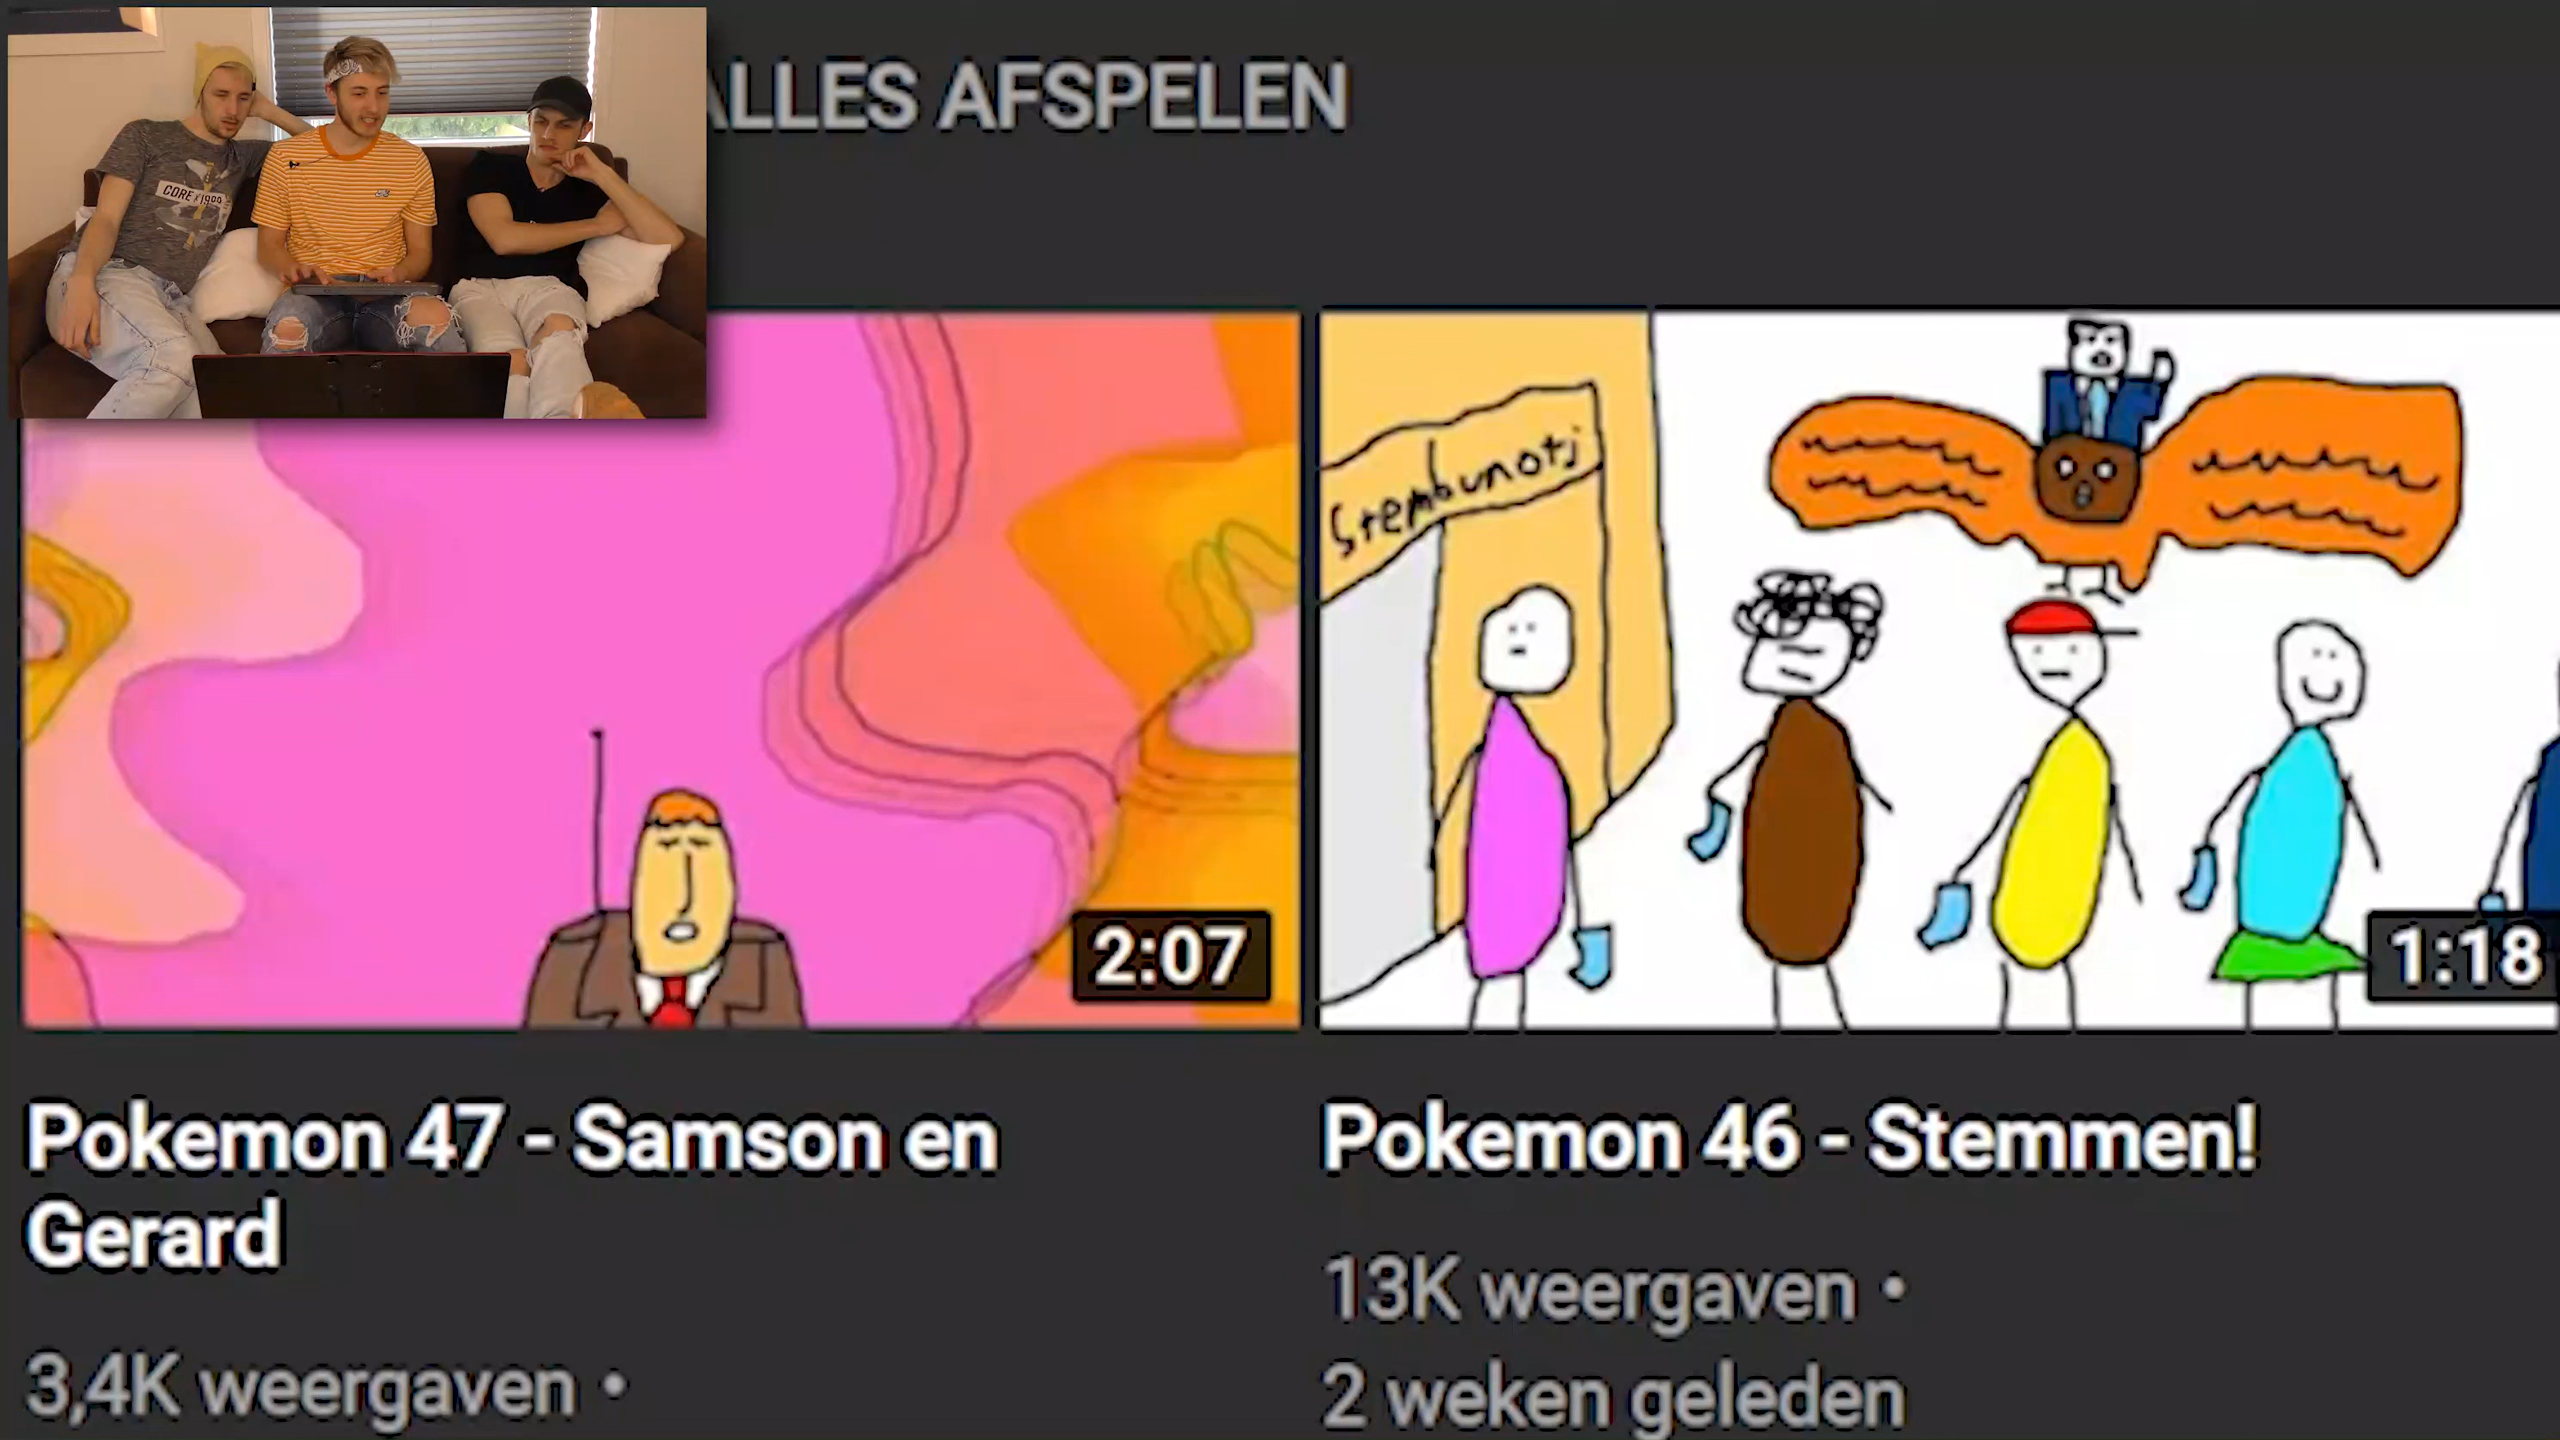 ALLES AFSPELEN
CORE X 1900
Stembunoti
2:07
1:18
Pokemon 47 - Samson en
Gerard
3,4K weergaven •
Pokemon 46 - Stemmen!
13K weergaven •
2 weken geleden